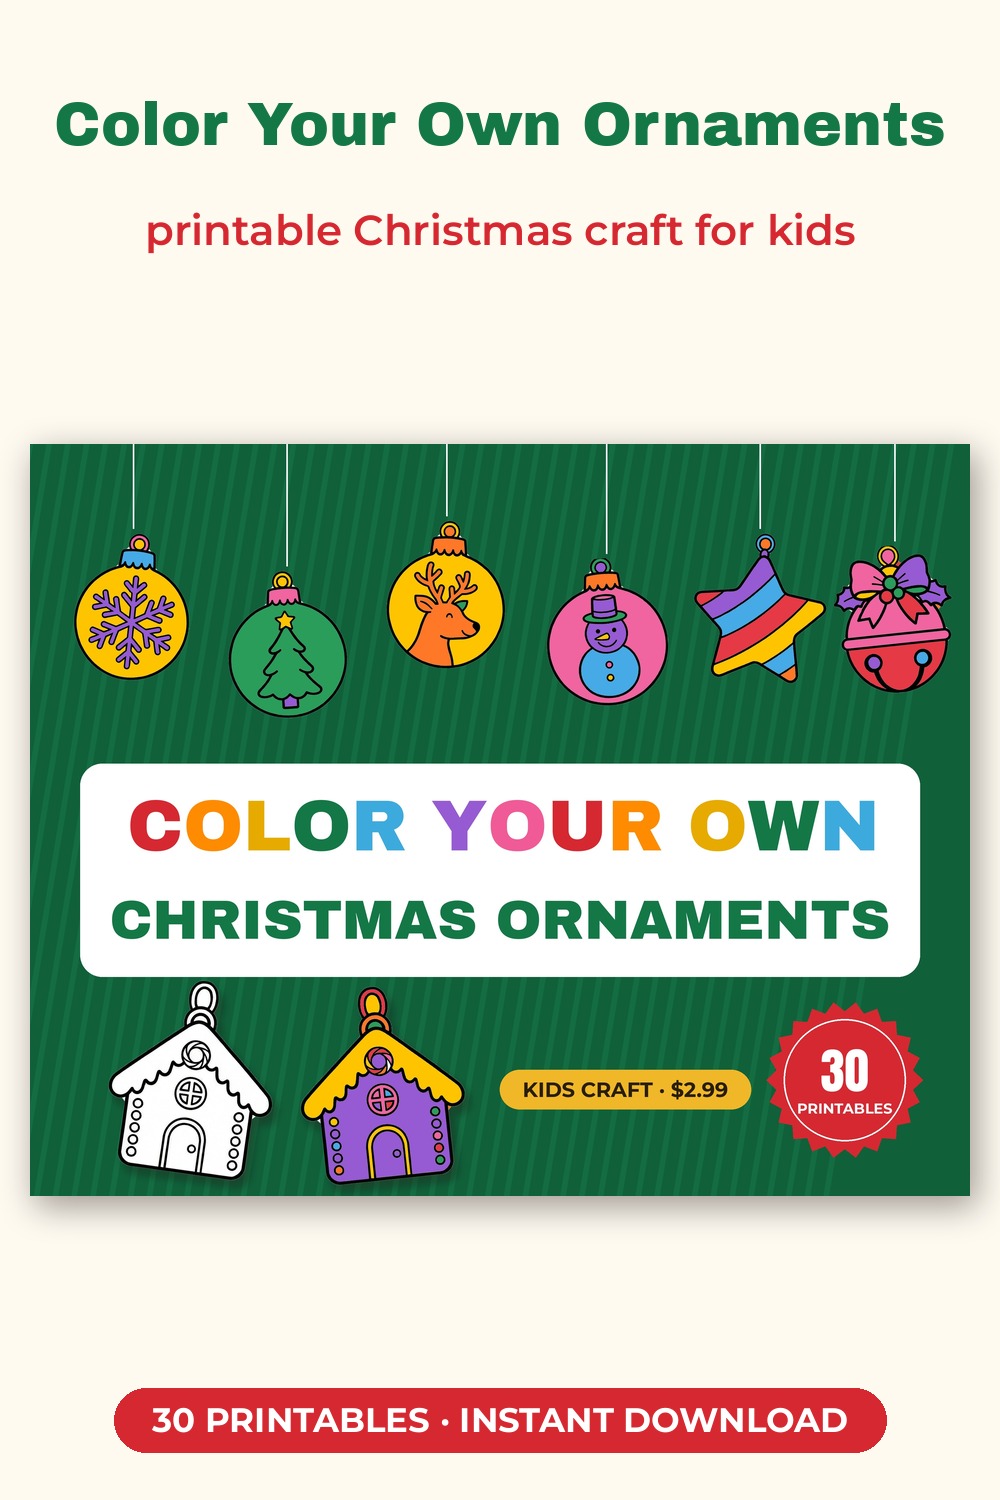 Color Your Own Ornaments
printable Christmas craft for kids
COLOR YOUR OWN
CHRISTMAS ORNAMENTS
KIDS CRAFT · $2.99
30
PRINTABLES
30 PRINTABLES · INSTANT DOWNLOAD